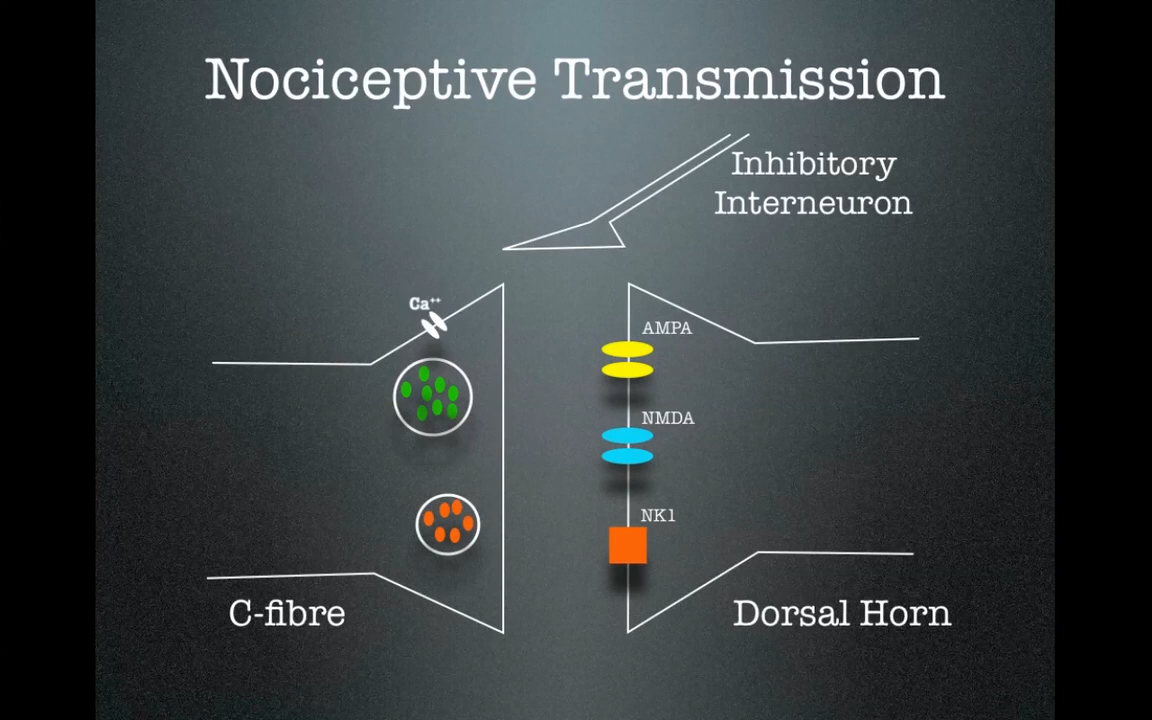 Nociceptive Transmission
Inhibitory
Interneuron
Ca⁺⁺
AMPA
NMDA
NK1
C-fibre
Dorsal Horn